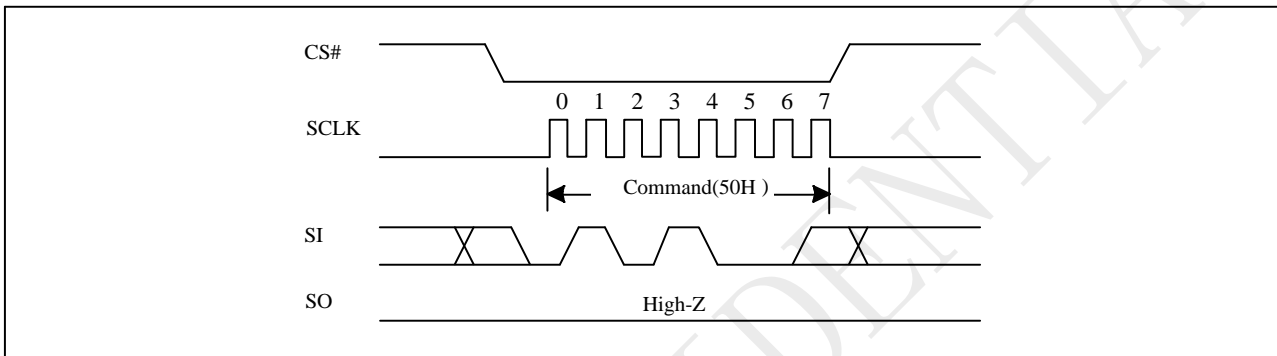 CS#
0 1 2 3 4 5 6 7
SCLK
Command(50H )
SI
SO High-Z